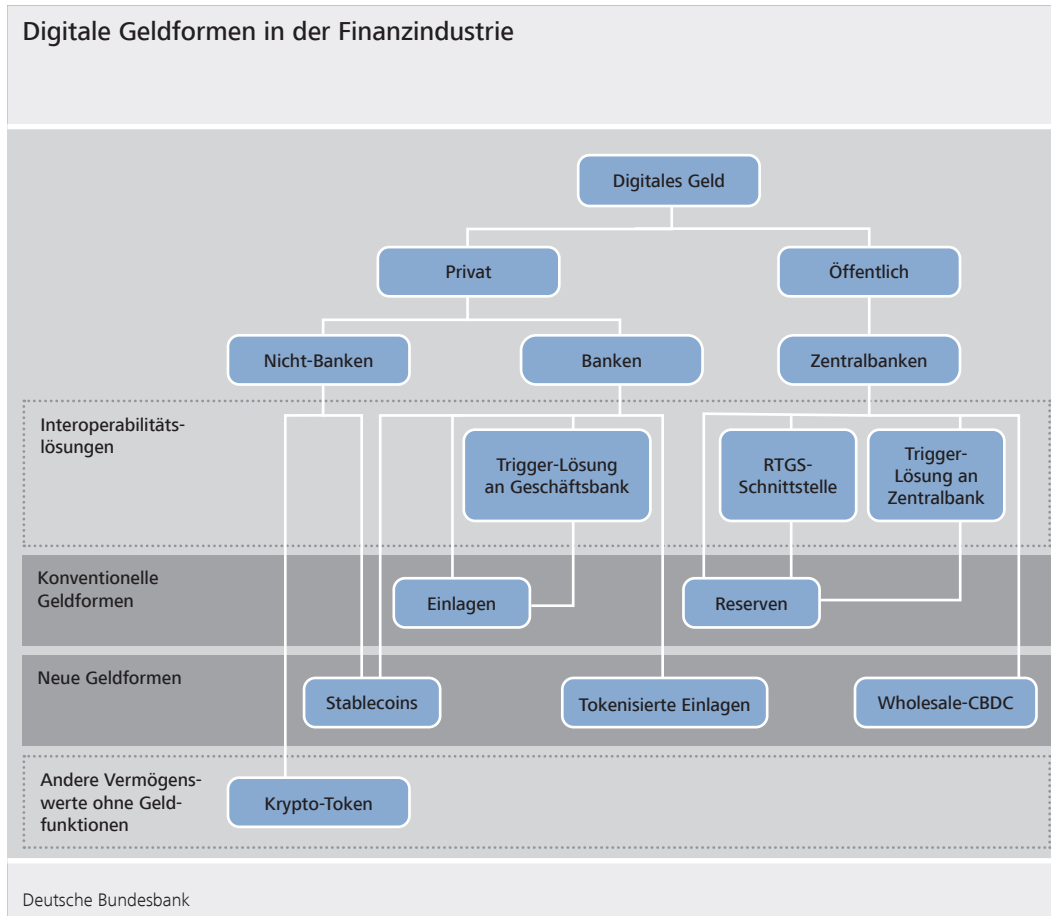 Digitale Geldformen in der Finanzindustrie
Digitales Geld
Privat
Öffentlich
Nicht-Banken
Banken
Zentralbanken
Interoperabilitäts-
lösungen
Trigger-Lösung
an Geschäftsbank
RTGS-
Schnittstelle
Trigger-
Lösung an
Zentralbank
Konventionelle
Geldformen
Einlagen
Reserven
Neue Geldformen
Stablecoins
Tokenisierte Einlagen
Wholesale-CBDC
Andere Vermögens-
werte ohne Geld-
funktionen
Krypto-Token
Deutsche Bundesbank